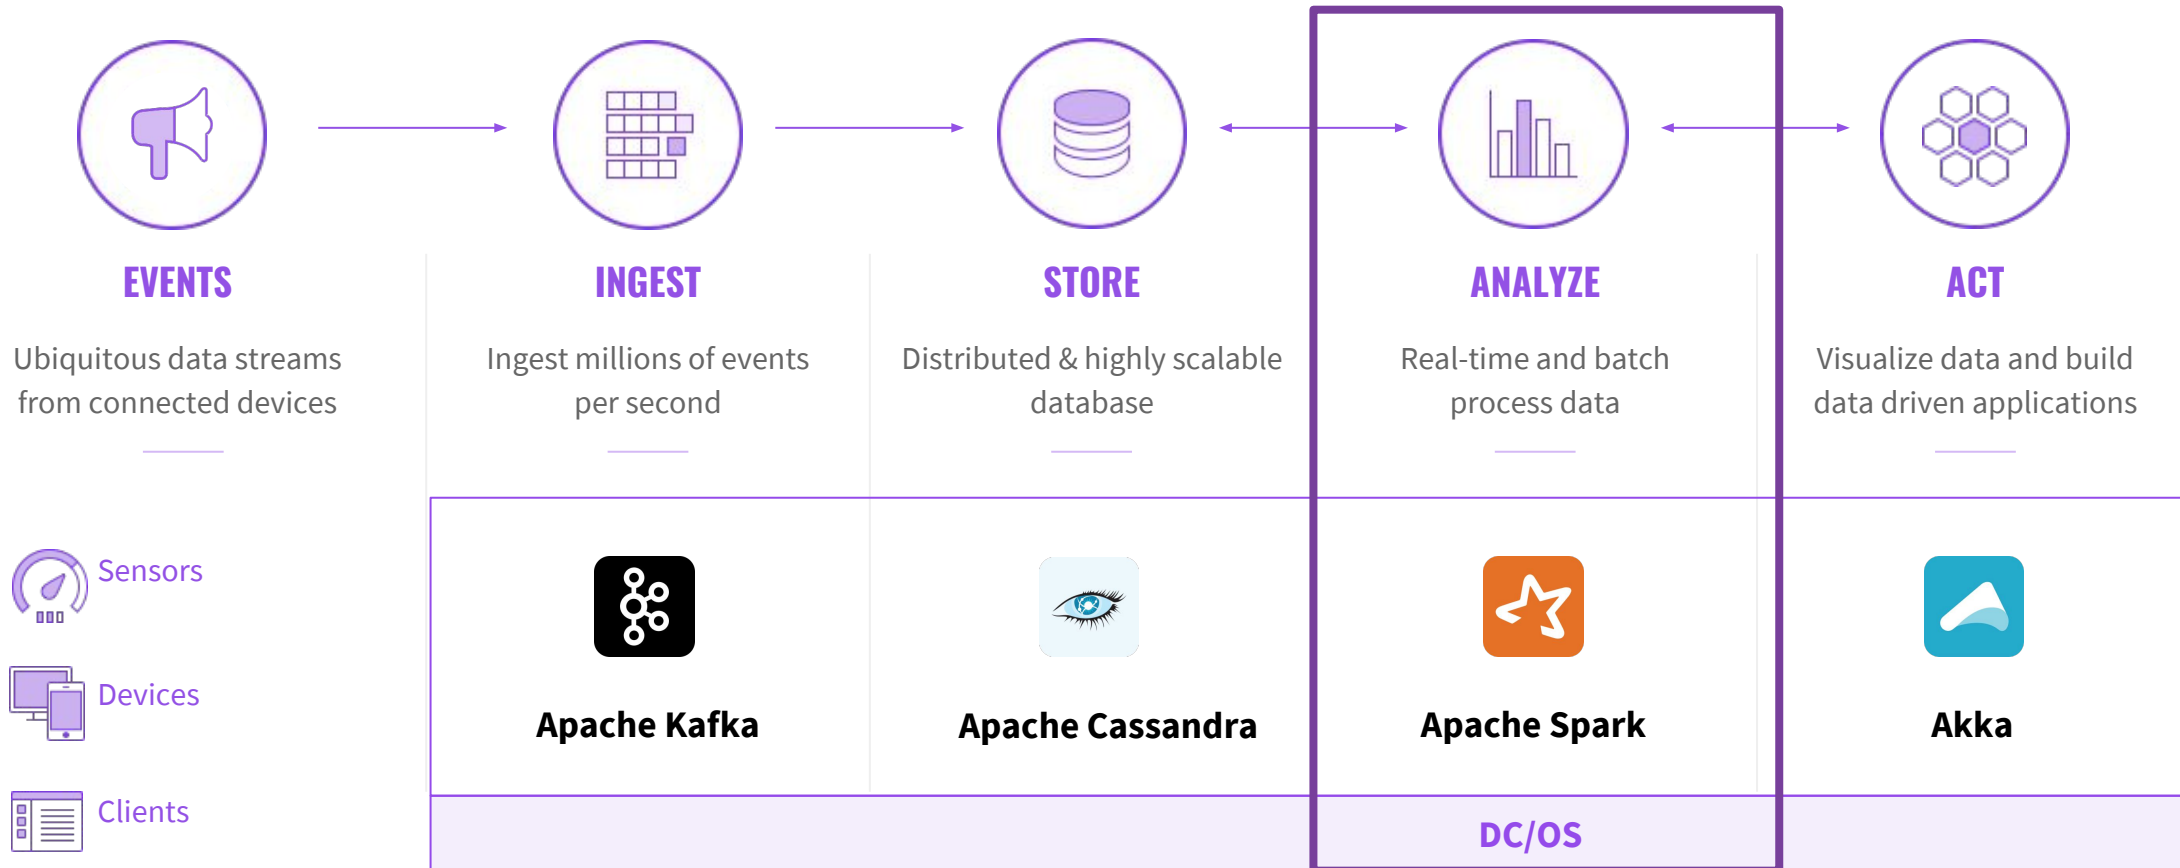 EVENTS
Ubiquitous data streams
from connected devices
Sensors
Devices
Clients
INGEST
Ingest millions of events
per second
Apache Kafka
STORE
Distributed & highly scalable
database
Apache Cassandra
ANALYZE
Real-time and batch
process data
Apache Spark
ACT
Visualize data and build
data driven applications
Akka
DC/OS